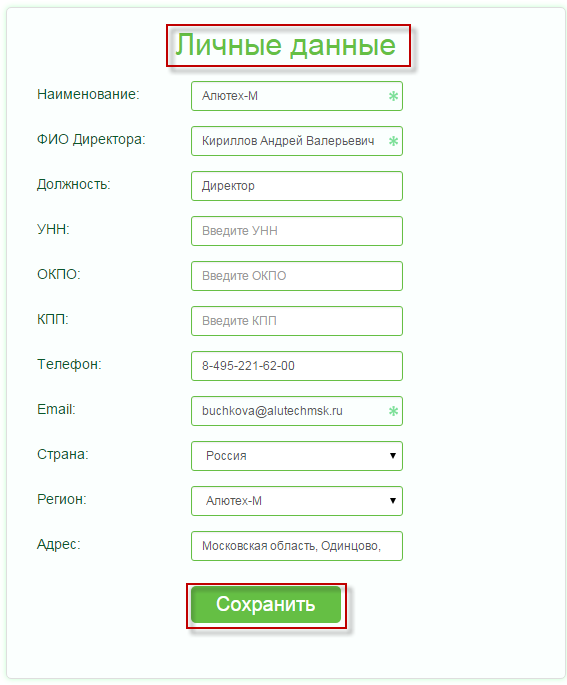 Личные данные
Наименование: Алютех-М *
ФИО Директора: Кириллов Андрей Валерьевич *
Должность: Директор
УНН: Введите УНН
ОКПО: Введите ОКПО
КПП: Введите КПП
Телефон: 8-495-221-62-00
Email: buchkova@alutechmsk.ru *
Страна: Россия
Регион: Алютех-М
Адрес: Московская область, Одинцово,
Сохранить